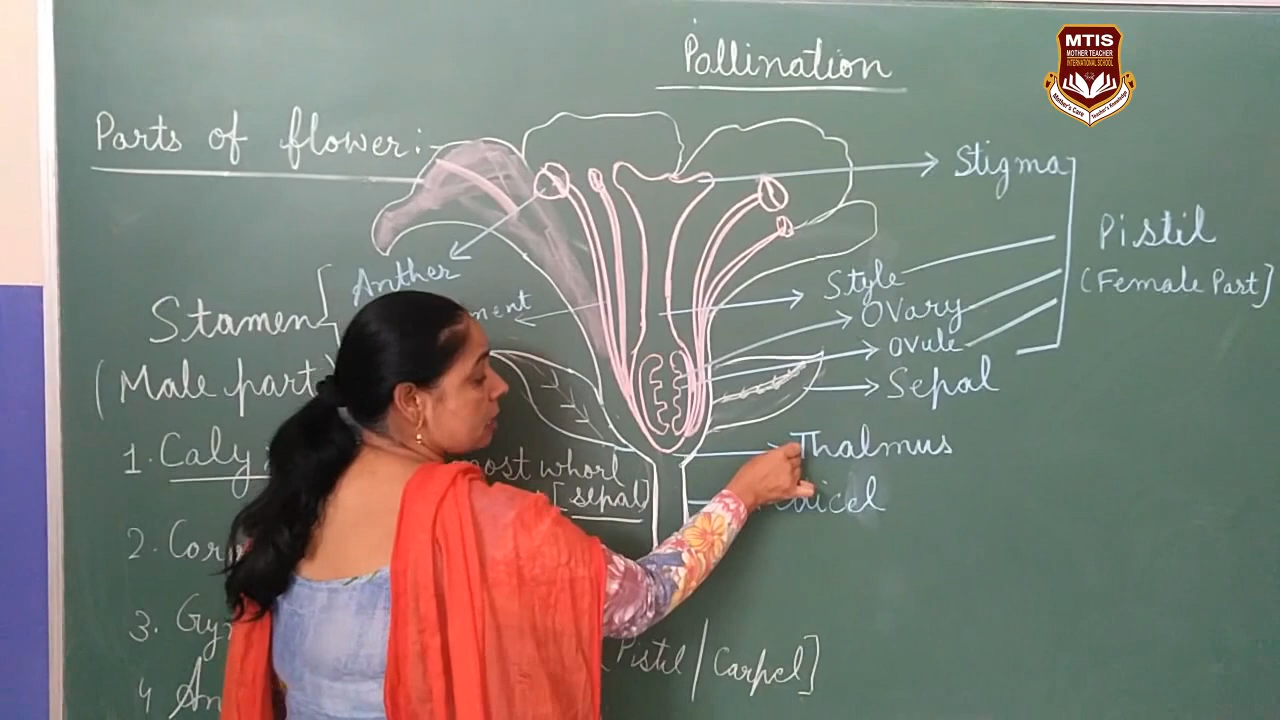 Pollination
MTIS
MOTHER TEACHER
INTERNATIONAL SCHOOL
Mother's Care Teacher's Knowledge
Parts of flower:-
Stigma
Pistil
(Female Part]
Anther
Stamen
(Male part)
Style
Ovary
ovule
Sepal
Thalmus
1. Caly
most whorl
[sepal]
2. Cor
3. Gy
[Pistil/Carpel]
4 An